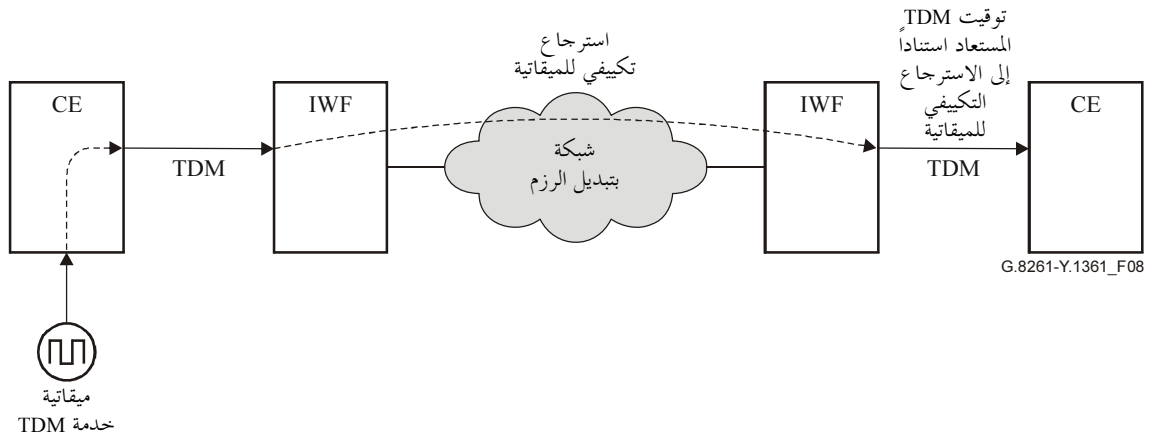 توقيت TDM
المستعاد استناداً
إلى الاسترجاع
التكييفي
للميقاتية
استرجاع
تكييفي للميقاتية
CE
IWF
IWF
CE
TDM
شبكة
بتبديل الرزم
TDM
G.8261-Y.1361_F08
ميقاتية
خدمة TDM